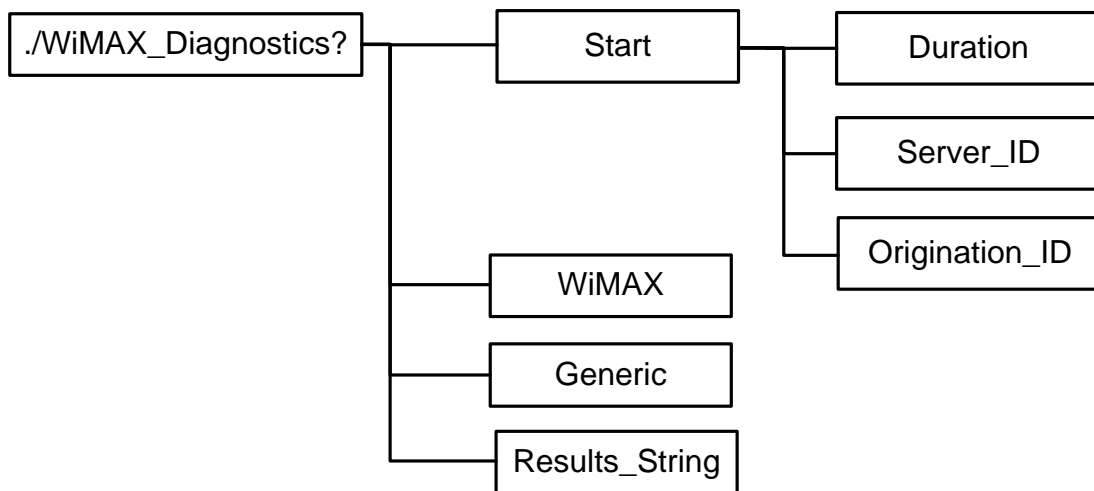 ./WiMAX_Diagnostics?
Start
Duration
Server_ID
Origination_ID
WiMAX
Generic
Results_String